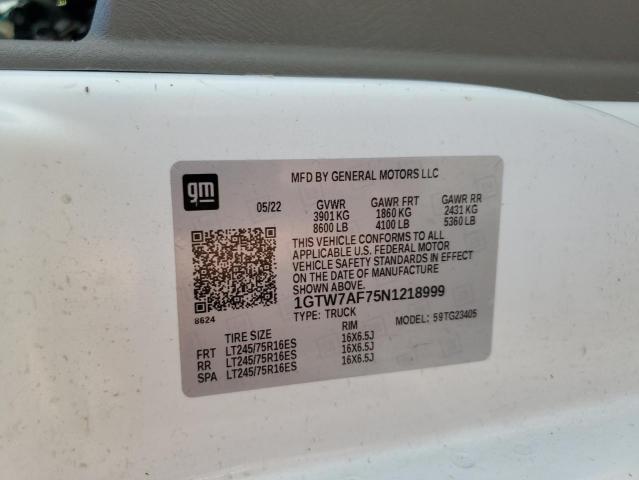 gm
MFD BY GENERAL MOTORS LLC
05/22 GVWR GAWR FRT GAWR RR
3901 KG 1860 KG 2431 KG
8600 LB 4100 LB 5360 LB
THIS VEHICLE CONFORMS TO ALL
APPLICABLE U.S. FEDERAL MOTOR
VEHICLE SAFETY STANDARDS IN EFFECT
ON THE DATE OF MANUFACTURE
SHOWN ABOVE.
1GTW7AF75N1218999
8624 TYPE: TRUCK MODEL: 59TG23405
TIRE SIZE RIM
FRT LT245/75R16ES 16X6.5J
RR LT245/75R16ES 16X6.5J
SPA LT245/75R16ES 16X6.5J